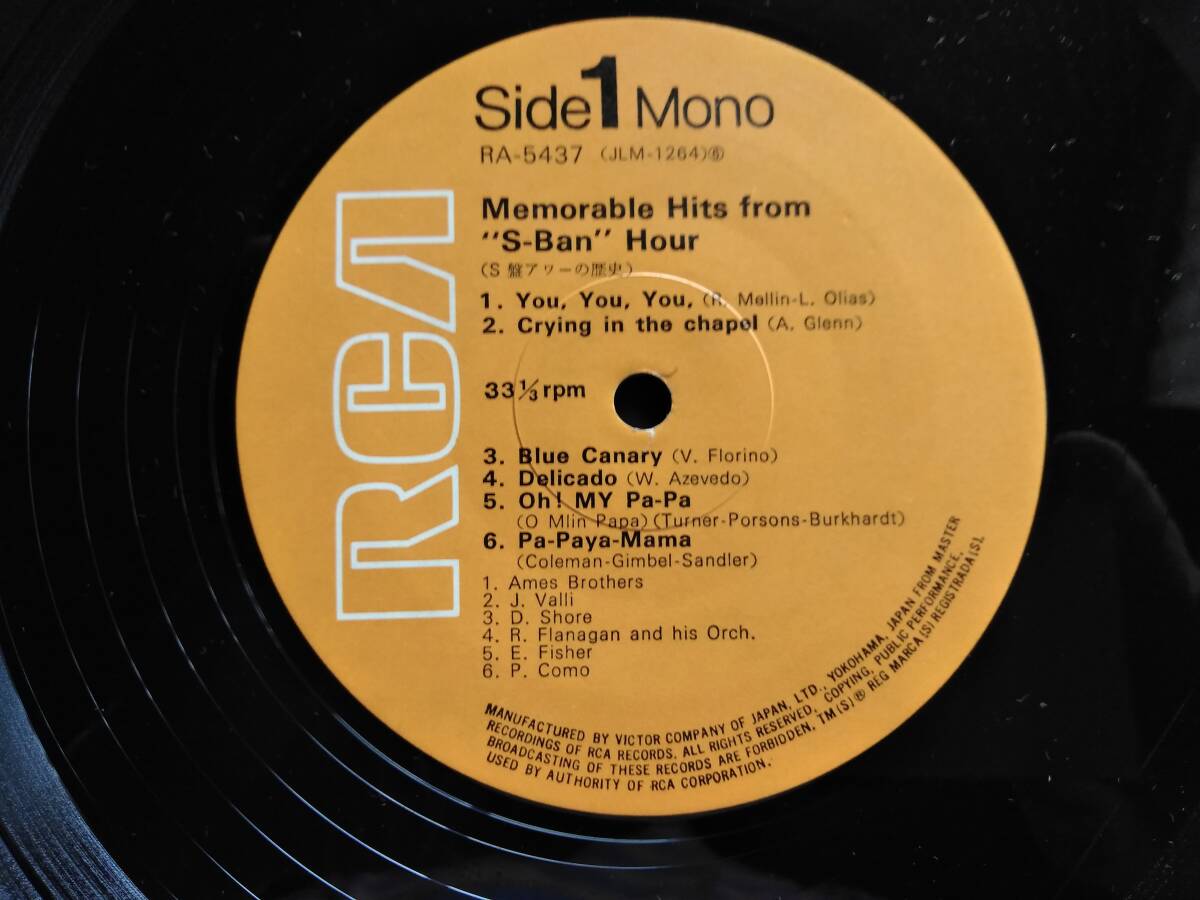 Side 1 Mono
RA-5437 (JLM-1264)⑥
RCA
Memorable Hits from
"S-Ban" Hour
(S盤アワーの歴史)
1. You, You, You, (R. Mellin-L. Olias)
2. Crying in the chapel (A. Glenn)
33 1/3 rpm
3. Blue Canary (V. Florino)
4. Delicado (W. Azevedo)
5. Oh! MY Pa-Pa
(O Mlin Papa) (Turner-Porsons-Burkhardt)
6. Pa-Paya-Mama
(Coleman-Gimbel-Sandler)
1. Ames Brothers
2. J. Valli
3. D. Shore
4. R. Flanagan and his Orch.
5. E. Fisher
6. P. Como
MANUFACTURED BY VICTOR COMPANY OF JAPAN, LTD., YOKOHAMA, JAPAN FROM MASTER
RECORDINGS OF RCA RECORDS. ALL RIGHTS RESERVED, COPYING, PUBLIC PERFORMANCE,
BROADCASTING OF THESE RECORDS ARE FORBIDDEN, TM(S)® REG MARCA(S) REGISTRADA(S),
USED BY AUTHORITY OF RCA CORPORATION.